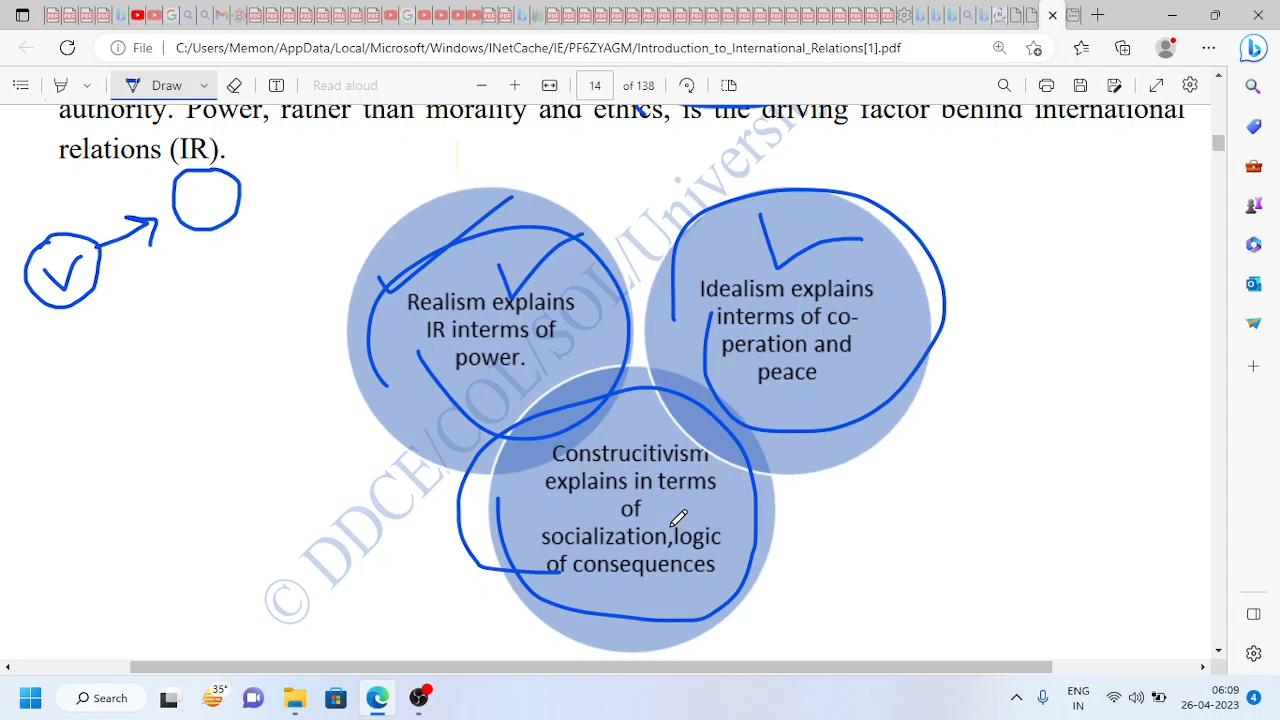 File
C:/Users/Memon/AppData/Local/Microsoft/Windows/INetCache/IE/PF6ZYAGM/Introduction_to_International_Relations[1].pdf
Draw
Read aloud
14 of 138
authority. Power, rather than morality and ethics, is the driving factor behind international
relations (IR).
Realism explains
IR interms of
power.
Idealism explains
interms of co-
peration and
peace
Construcitivism
explains in terms
of
socialization,logic
of consequences
© DDCE/COL/SOL/Universi
Search
35°
ENG
IN
06:09
26-04-2023
4